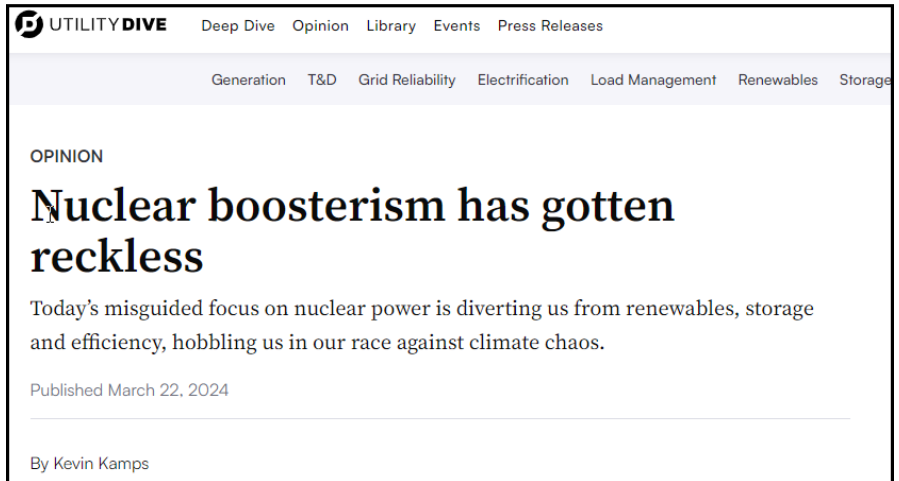 UTILITY DIVE Deep Dive Opinion Library Events Press Releases
Generation T&D Grid Reliability Electrification Load Management Renewables Storage
OPINION
Nuclear boosterism has gotten
reckless
Today’s misguided focus on nuclear power is diverting us from renewables, storage
and efficiency, hobbling us in our race against climate chaos.
Published March 22, 2024
By Kevin Kamps